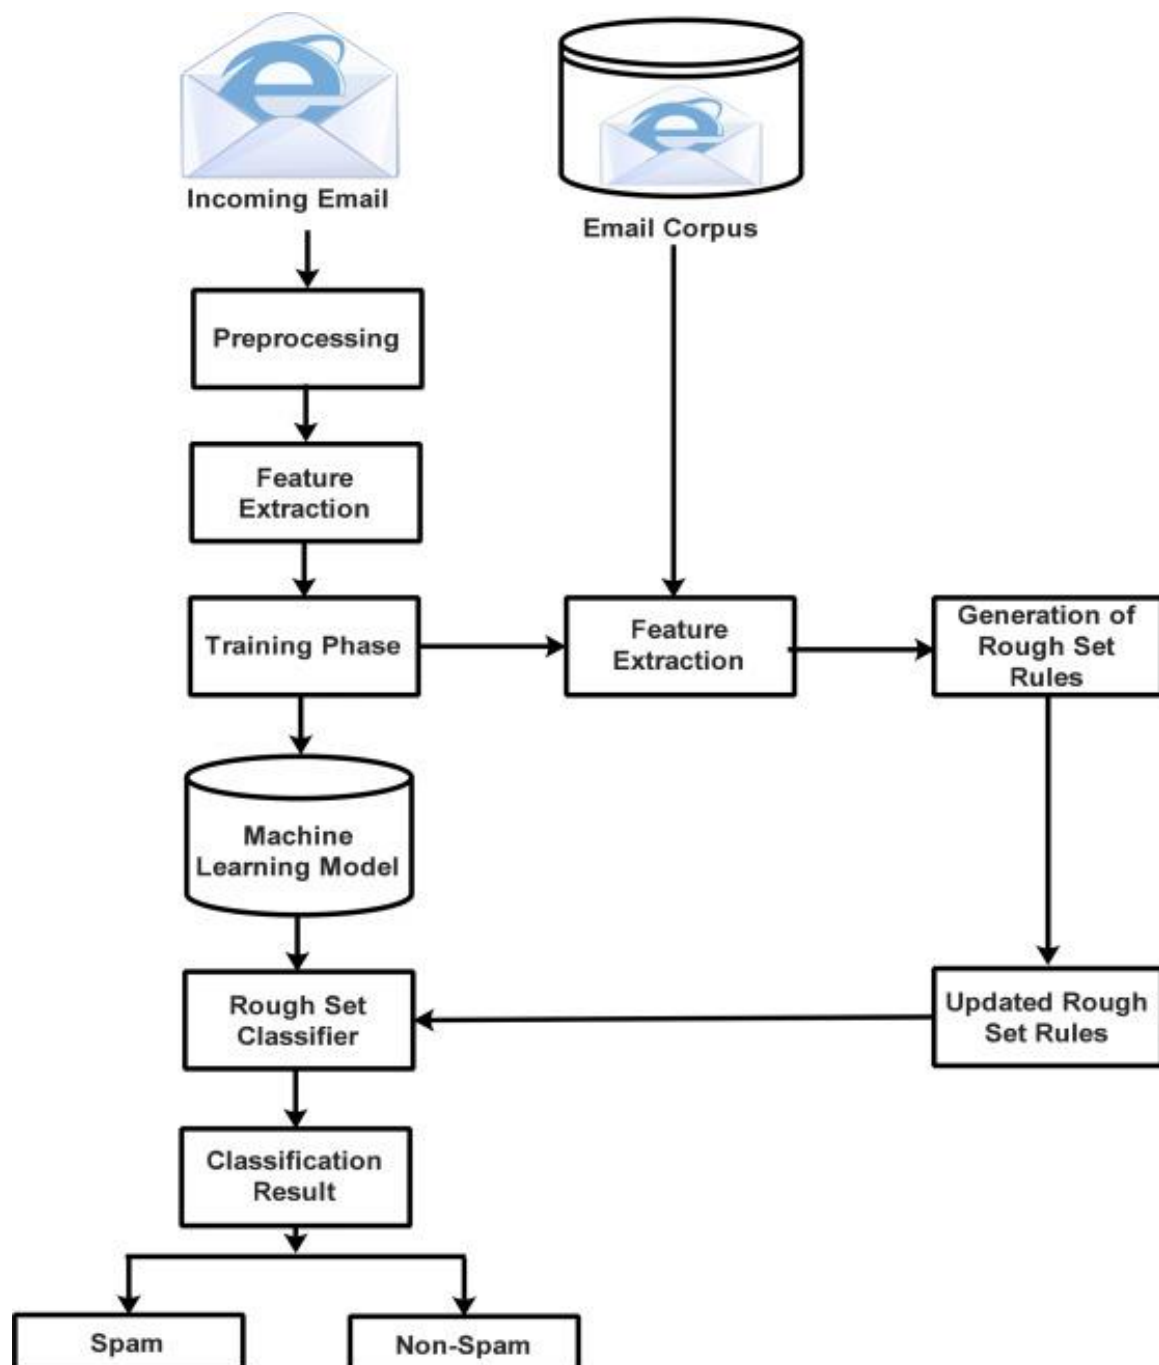 Incoming Email
Email Corpus
Preprocessing
Feature
Extraction
Training Phase
Feature
Extraction
Generation of
Rough Set
Rules
Machine
Learning Model
Rough Set
Classifier
Updated Rough
Set Rules
Classification
Result
Spam
Non-Spam